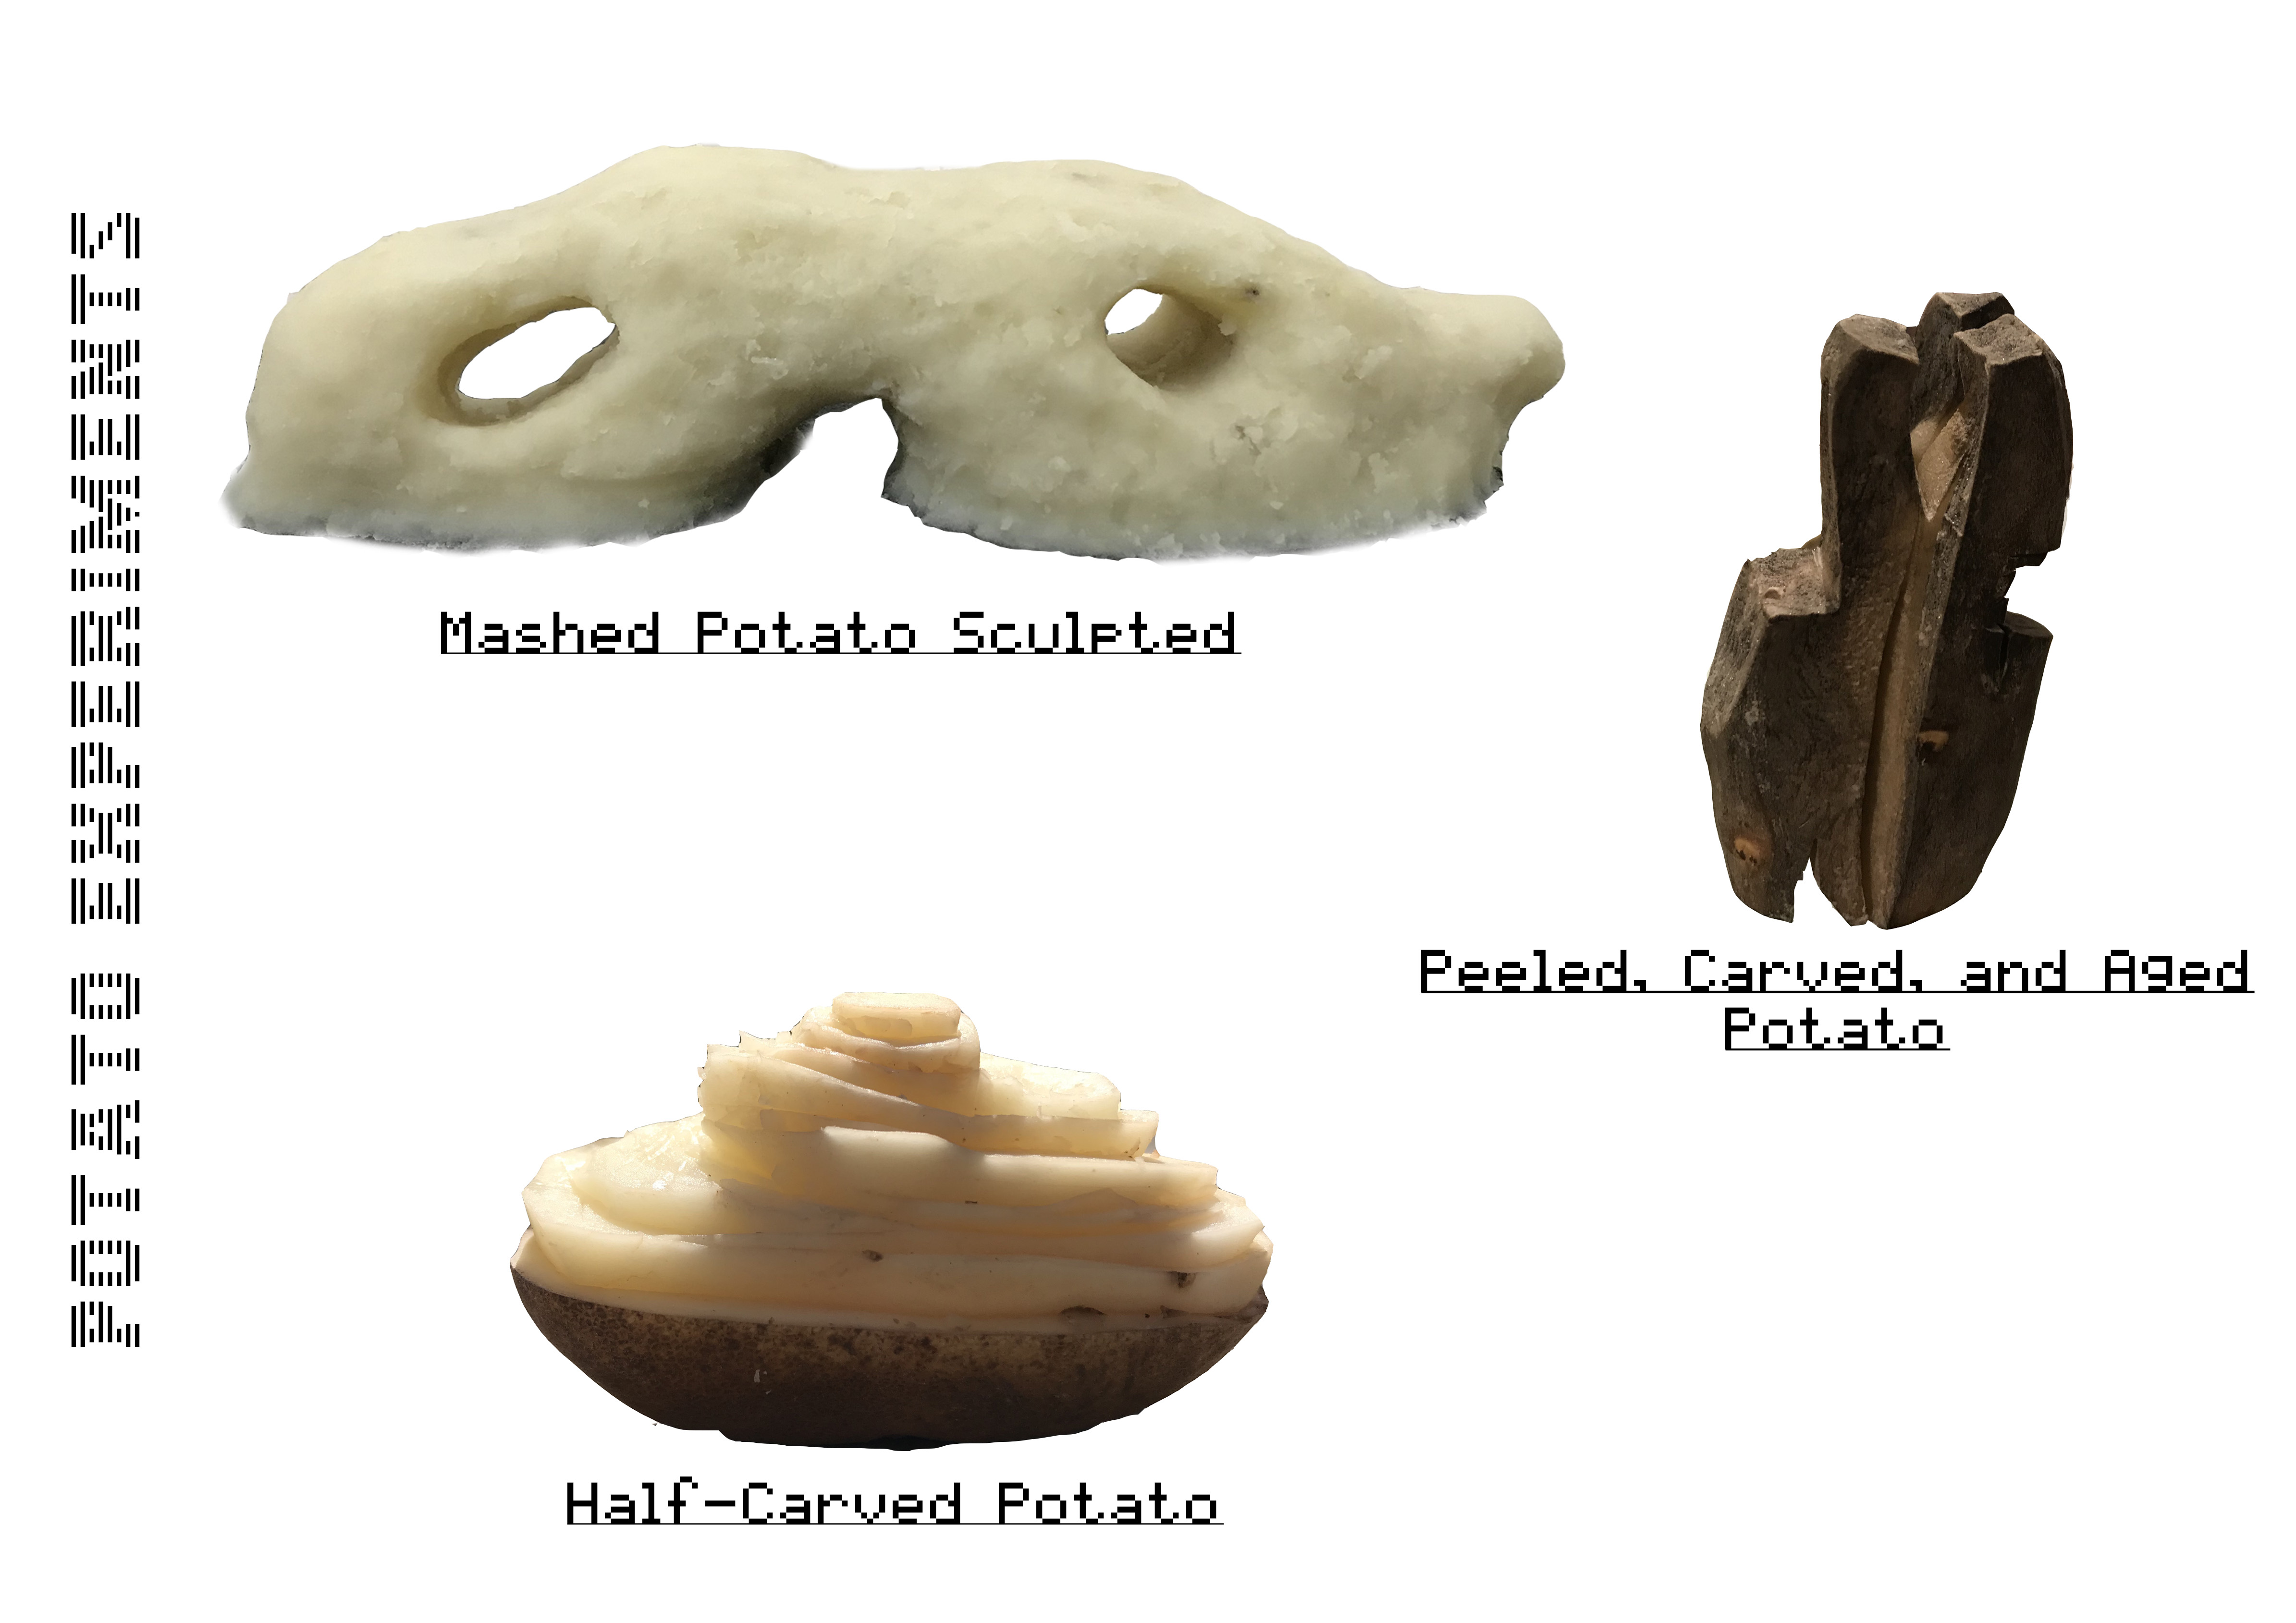 POTATO EXPERIMENTS
Mashed Potato Sculpted
Peeled, Carved, and Aged
Potato
Half-Carved Potato